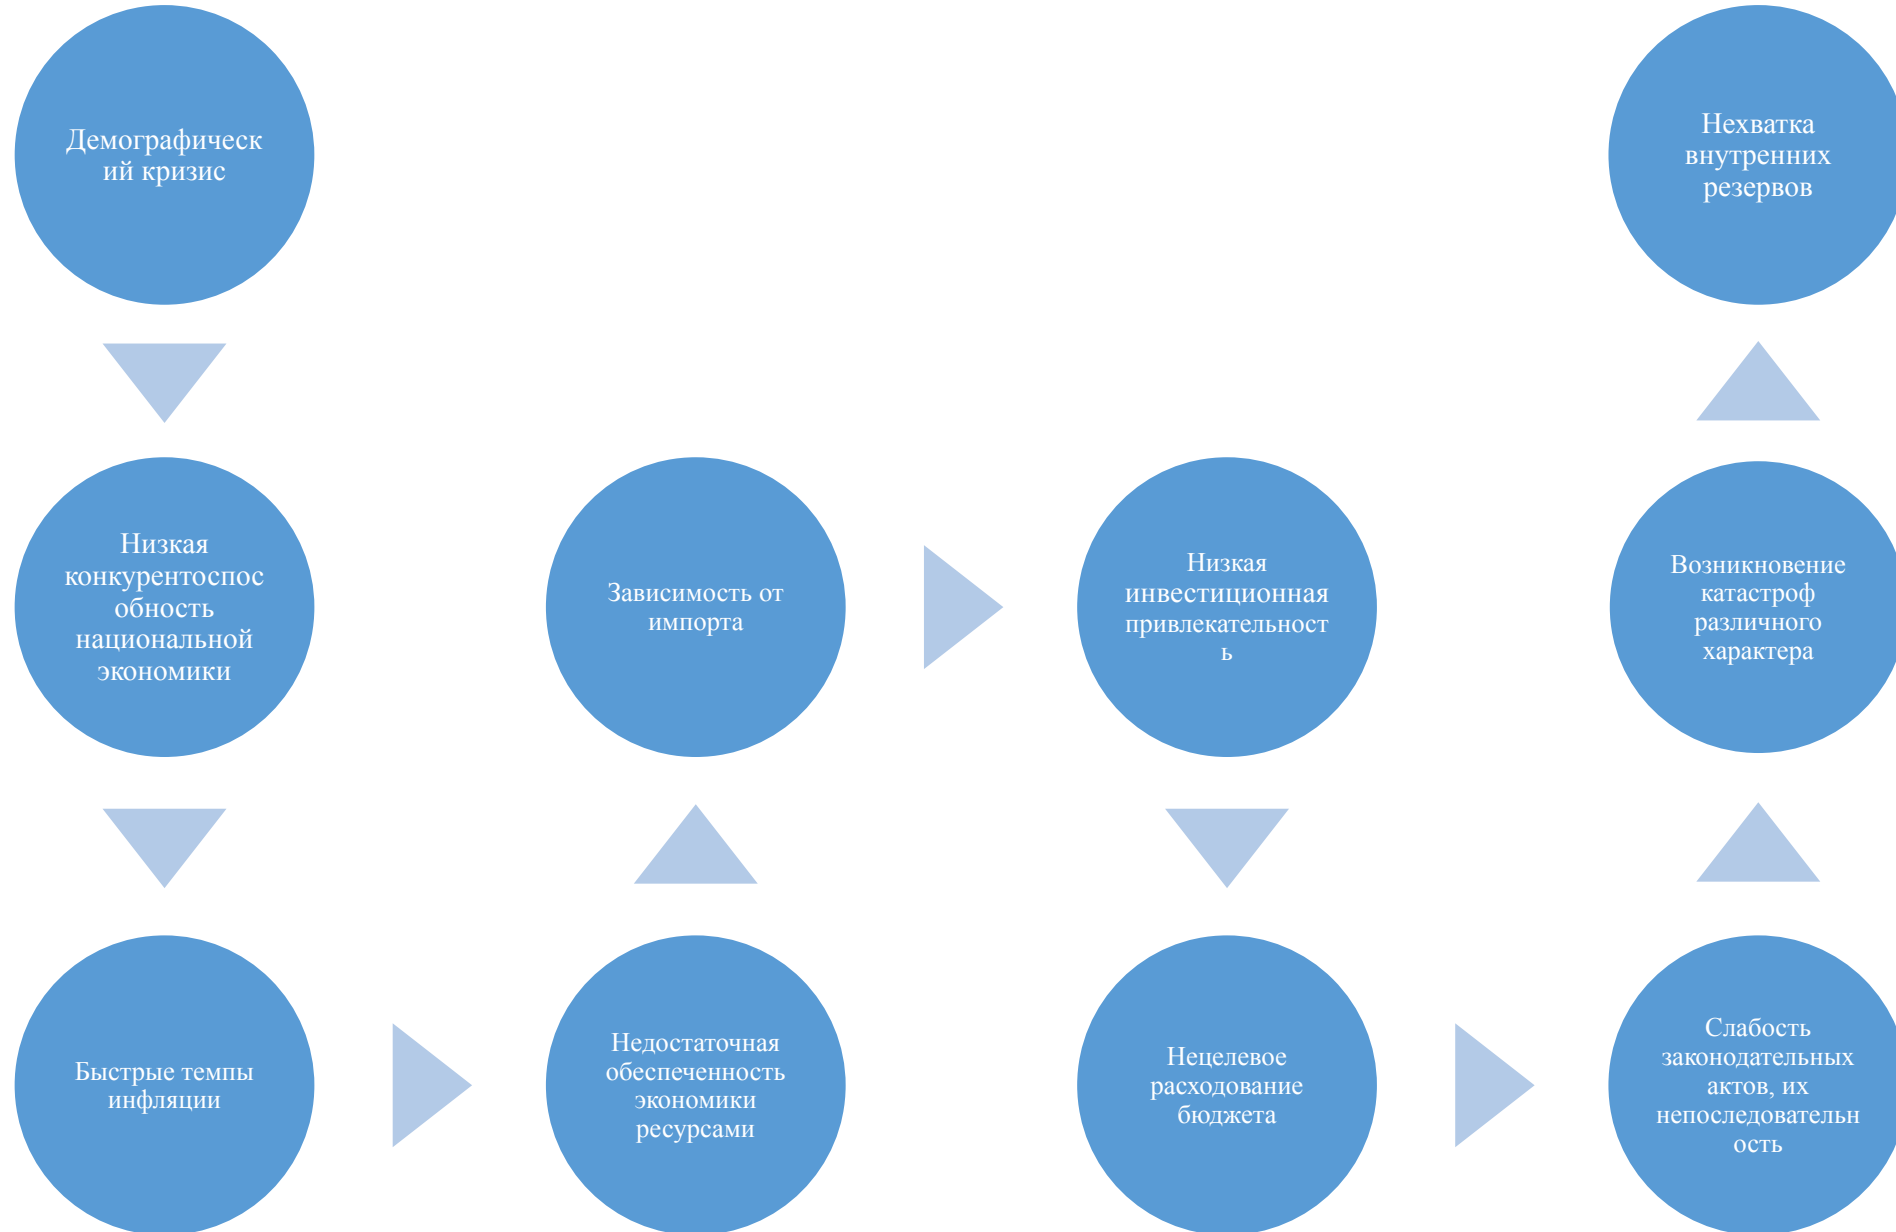 Демографическ
ий кризис
Низкая
конкурентоспос
обность
национальной
экономики
Быстрые темпы
инфляции
Недостаточная
обеспеченность
экономики
ресурсами
Зависимость от
импорта
Низкая
инвестиционная
привлекательност
ь
Нецелевое
расходование
бюджета
Слабость
законодательных
актов, их
непоследовательн
ость
Возникновение
катастроф
различного
характера
Нехватка
внутренних
резервов